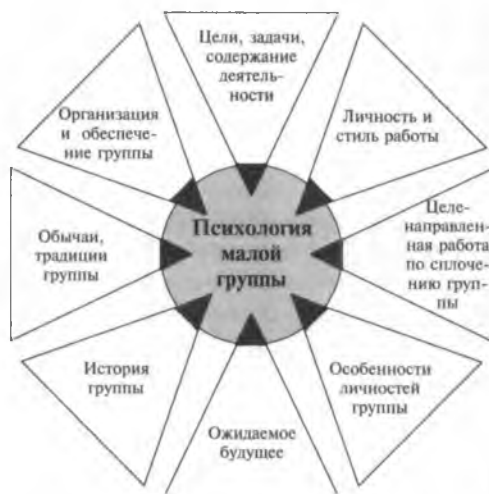 Цели, задачи,
содержание
деятель-
ности
Личность и
стиль работы
Целе-
направлен-
ная работа
по сплоче-
нию груп-
пы
Особенности
личностей
группы
Ожидаемое
будущее
История
группы
Обычаи,
традиции
группы
Организация
и обеспече-
ние группы
Психология
малой
группы